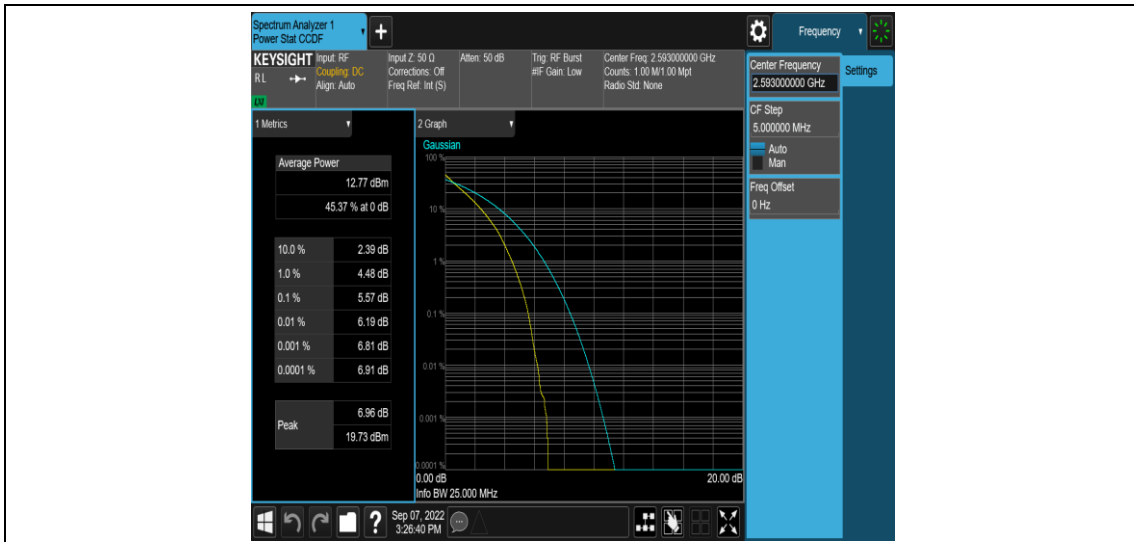 Spectrum Analyzer 1
Power Stat CCDF
+
Frequency
KEYSIGHT
RL
LM
Input: RF
Coupling: DC
Align: Auto
Input Z: 50 Ω
Corrections: Off
Freq Ref: Int (S)
Atten: 50 dB
Trig: RF Burst
#IF Gain: Low
Center Freq: 2.593000000 GHz
Counts: 1.00 M/1.00 Mpt
Radio Std: None
Center Frequency
2.593000000 GHz
Settings
CF Step
5.000000 MHz
Auto
Man
Freq Offset
0 Hz
1 Metrics
Average Power
12.77 dBm
45.37 % at 0 dB
10.0 % 2.39 dB
1.0 % 4.48 dB
0.1 % 5.57 dB
0.01 % 6.19 dB
0.001 % 6.81 dB
0.0001 % 6.91 dB
Peak
6.96 dB
19.73 dBm
2 Graph
Gaussian
100 %
10 %
1 %
0.1 %
0.01 %
0.001 %
0.0001 %
0.00 dB 20.00 dB
Info BW 25.000 MHz
?
Sep 07, 2022
3:26:40 PM